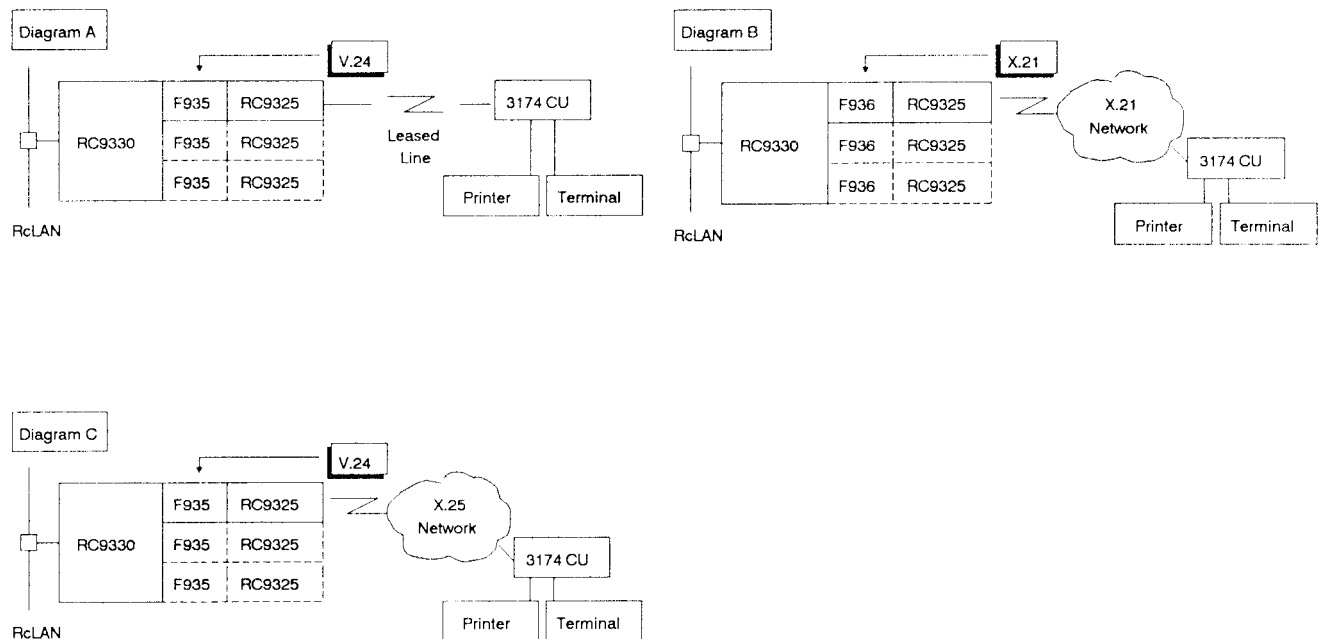 Diagram A
V.24
F935 RC9325
RC9330
F935 RC9325
F935 RC9325
Leased
Line
3174 CU
Printer
Terminal
RcLAN
Diagram B
X.21
F936 RC9325
RC9330
F936 RC9325
F936 RC9325
X.21
Network
3174 CU
Printer
Terminal
RcLAN
Diagram C
V.24
F935 RC9325
RC9330
F935 RC9325
F935 RC9325
X.25
Network
3174 CU
Printer
Terminal
RcLAN